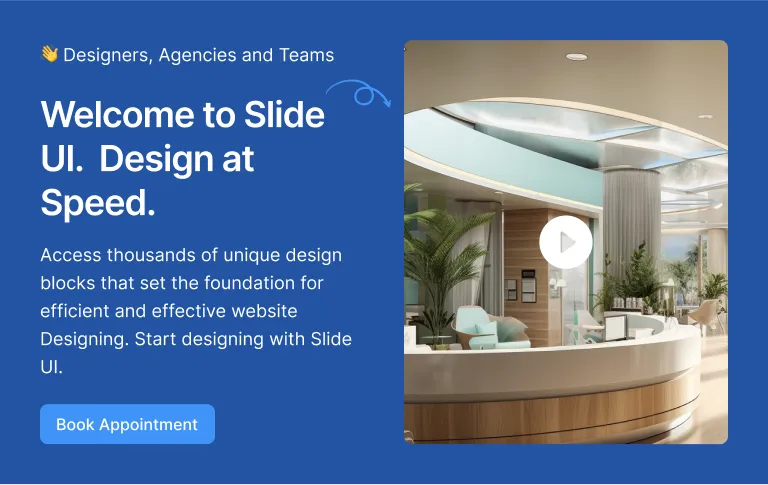 👋 Designers, Agencies and Teams
Welcome to Slide
UI.  Design at
Speed.
Access thousands of unique design
blocks that set the foundation for
efficient and effective website
Designing. Start designing with Slide
UI.
Book Appointment